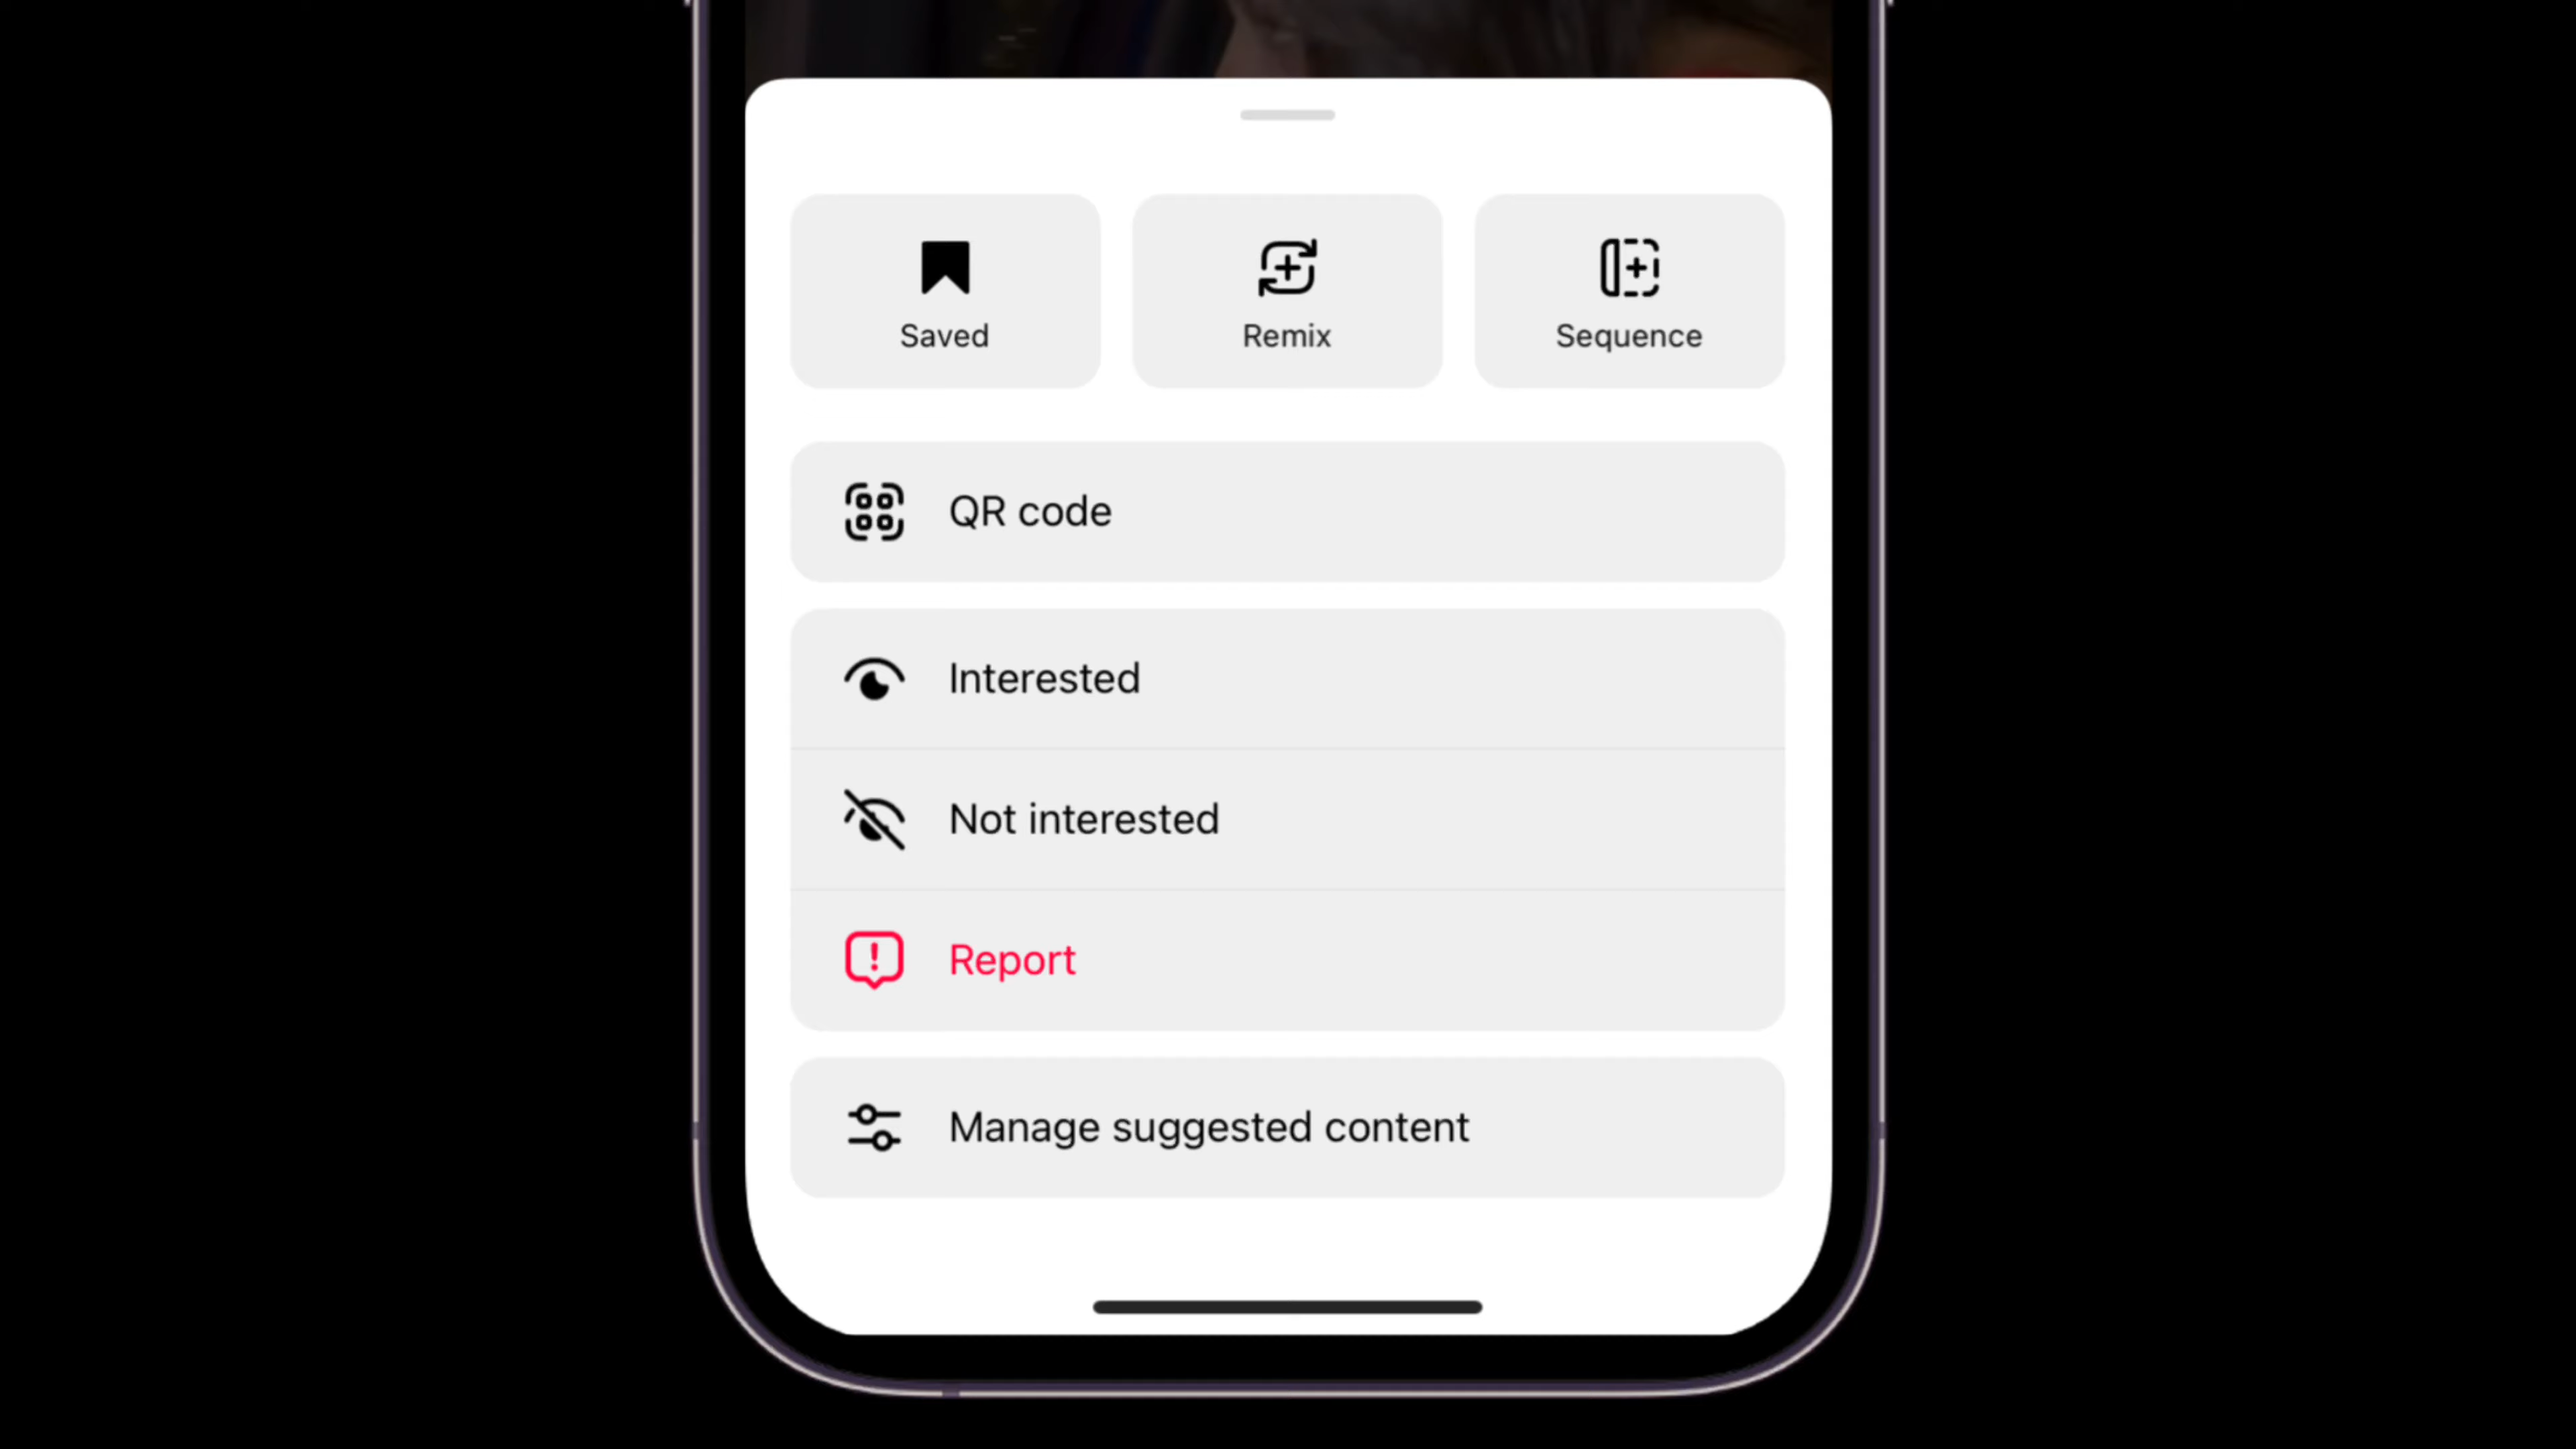 Saved
Remix
Sequence
QR code
Interested
Not interested
Report
Manage suggested content